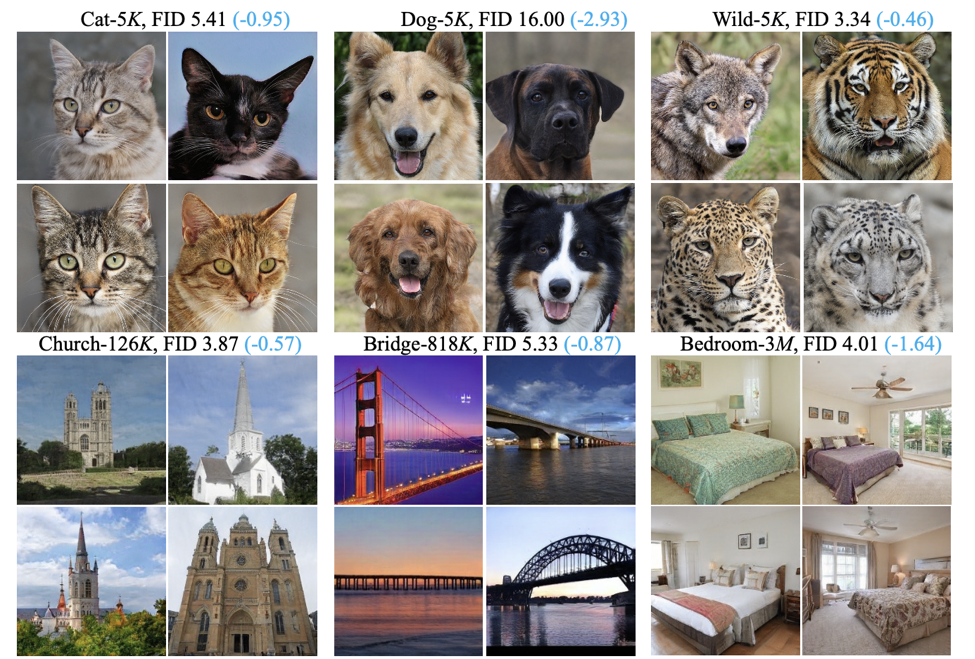 Cat-5K, FID 5.41 (-0.95)
Dog-5K, FID 16.00 (-2.93)
Wild-5K, FID 3.34 (-0.46)
Church-126K, FID 3.87 (-0.57)
Bridge-818K, FID 5.33 (-0.87)
Bedroom-3M, FID 4.01 (-1.64)